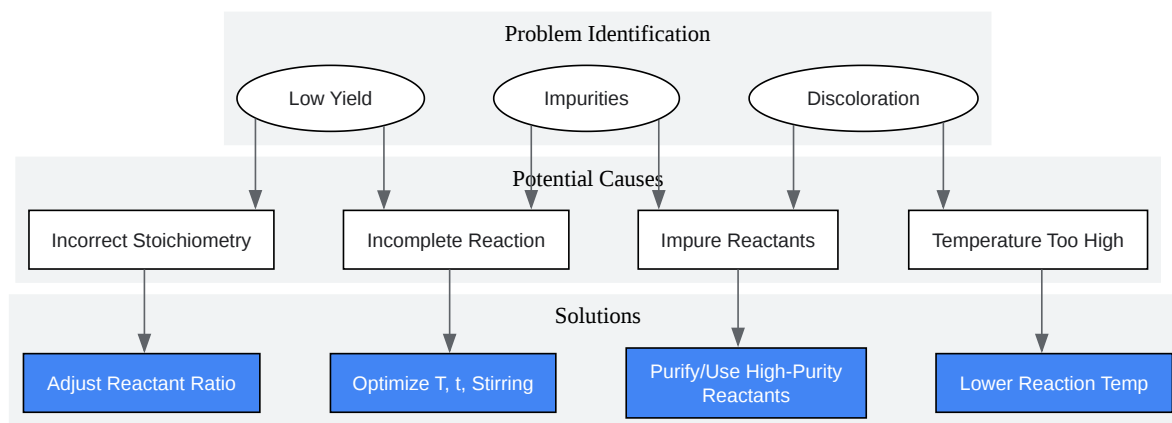 Problem Identification
Low Yield
Impurities
Discoloration
Potential Causes
Incorrect Stoichiometry
Incomplete Reaction
Impure Reactants
Temperature Too High
Solutions
Adjust Reactant Ratio
Optimize T, t, Stirring
Purify/Use High-Purity
Reactants
Lower Reaction Temp